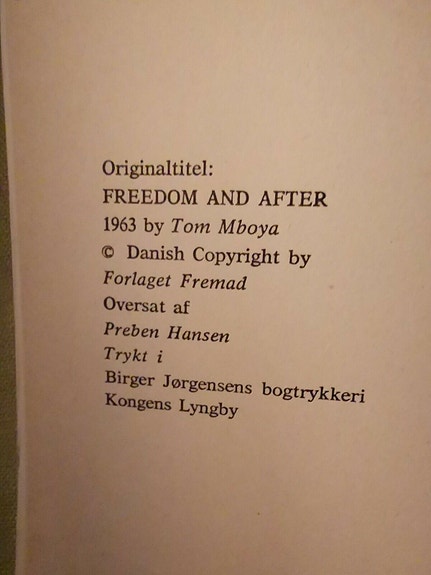 Originaltitel:
FREEDOM AND AFTER
1963 by Tom Mboya
© Danish Copyright by
Forlaget Fremad
Oversat af
Preben Hansen
Trykt i
Birger Jørgensens bogtrykkeri
Kongens Lyngby